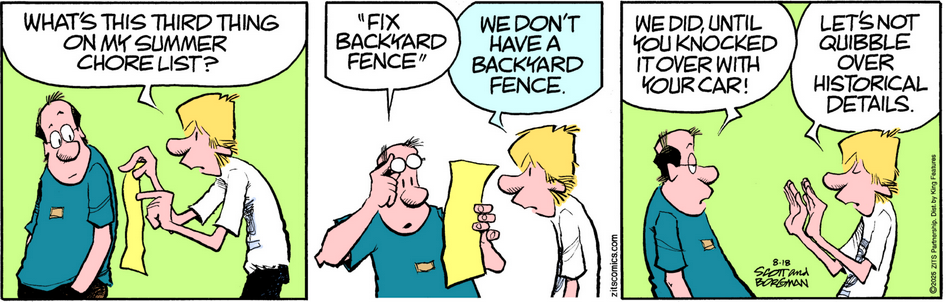 WHAT'S THIS THIRD THING
ON MY SUMMER
CHORE LIST?
"FIX
BACKYARD
FENCE"
WE DON'T
HAVE A
BACKYARD
FENCE.
zitscomics.com
WE DID, UNTIL
YOU KNOCKED
IT OVER WITH
YOUR CAR!
LET'S NOT
QUIBBLE
OVER
HISTORICAL
DETAILS.
8-18
SCOTT and
BORGMAN
©2025 ZITS Partnership. Dist. by King Features